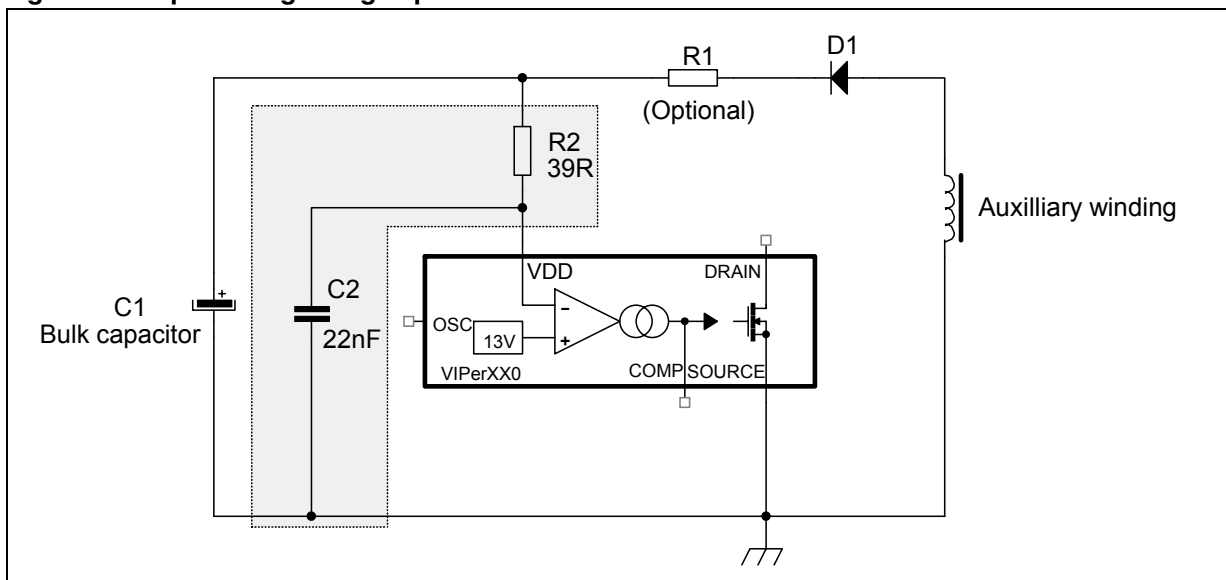 R1
(Optional)
D1
R2
39R
Auxilliary winding
C1
Bulk capacitor
C2
22nF
VDD
DRAIN
OSC
13V
VIPerXX0
COMP
SOURCE